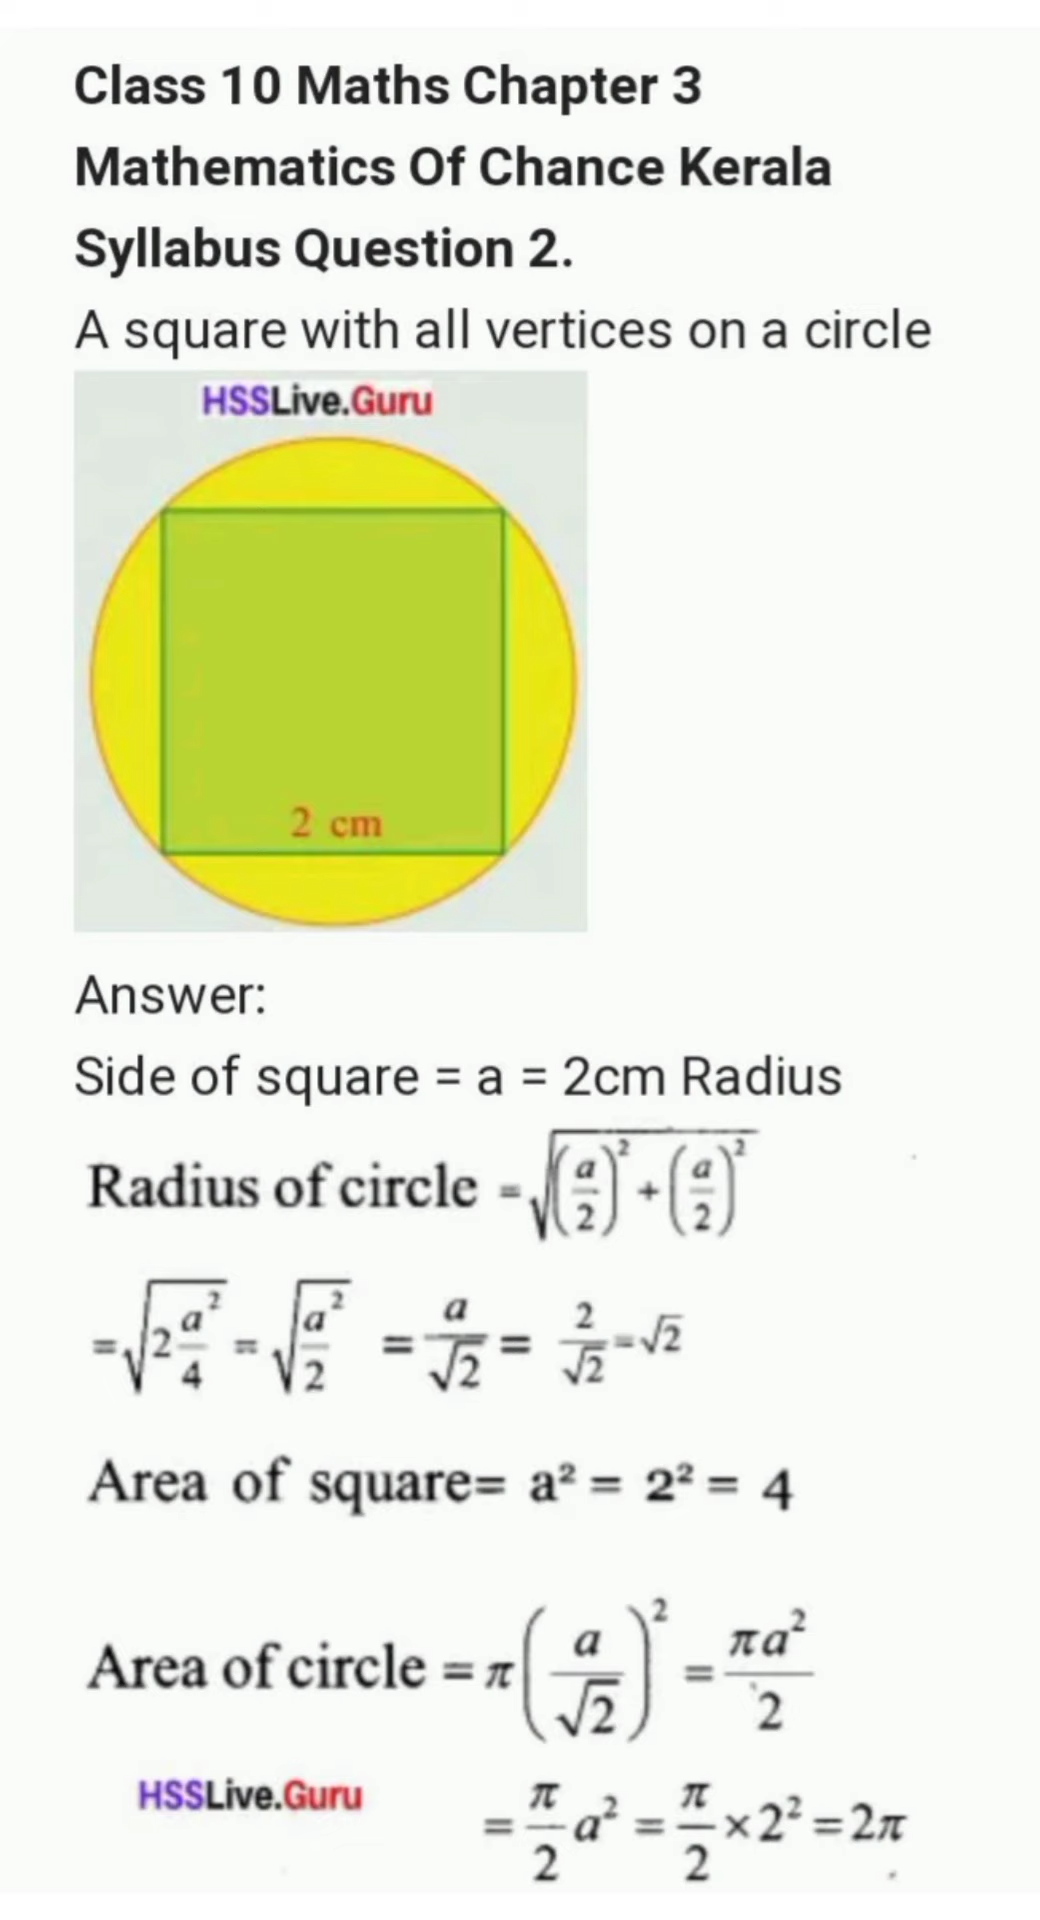 Class 10 Maths Chapter 3
Mathematics Of Chance Kerala
Syllabus Question 2.
A square with all vertices on a circle
HSSLive.Guru
2 cm
Answer:
Side of square = a = 2cm Radius
Radius of circle = √((a/2)² + (a/2)²)
= √(2 a²/4) = √(a²/2) = a/√2 = 2/√2 = √2
Area of square= a² = 2² = 4
Area of circle = π(a/√2)² = πa²/2
HSSLive.Guru = π/2 a² = π/2 × 2² = 2π